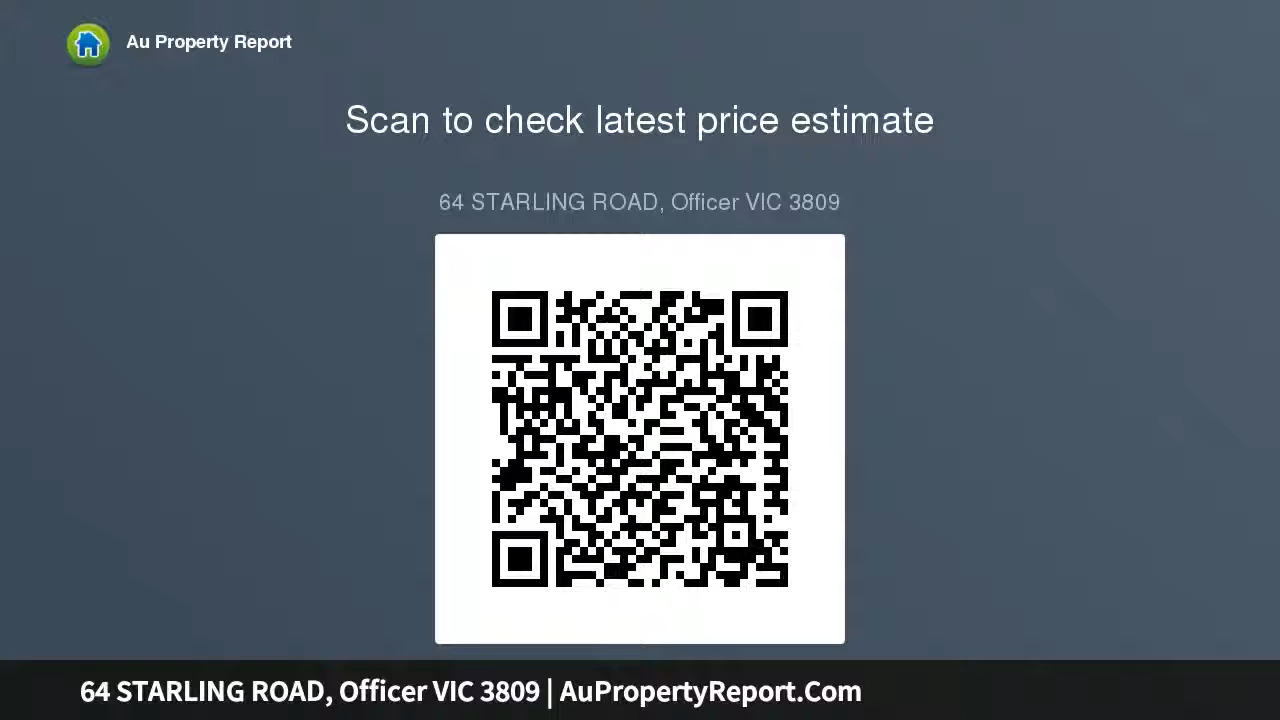 Au Property Report
Scan to check latest price estimate
64 STARLING ROAD, Officer VIC 3809
64 STARLING ROAD, Officer VIC 3809 | AuPropertyReport.Com